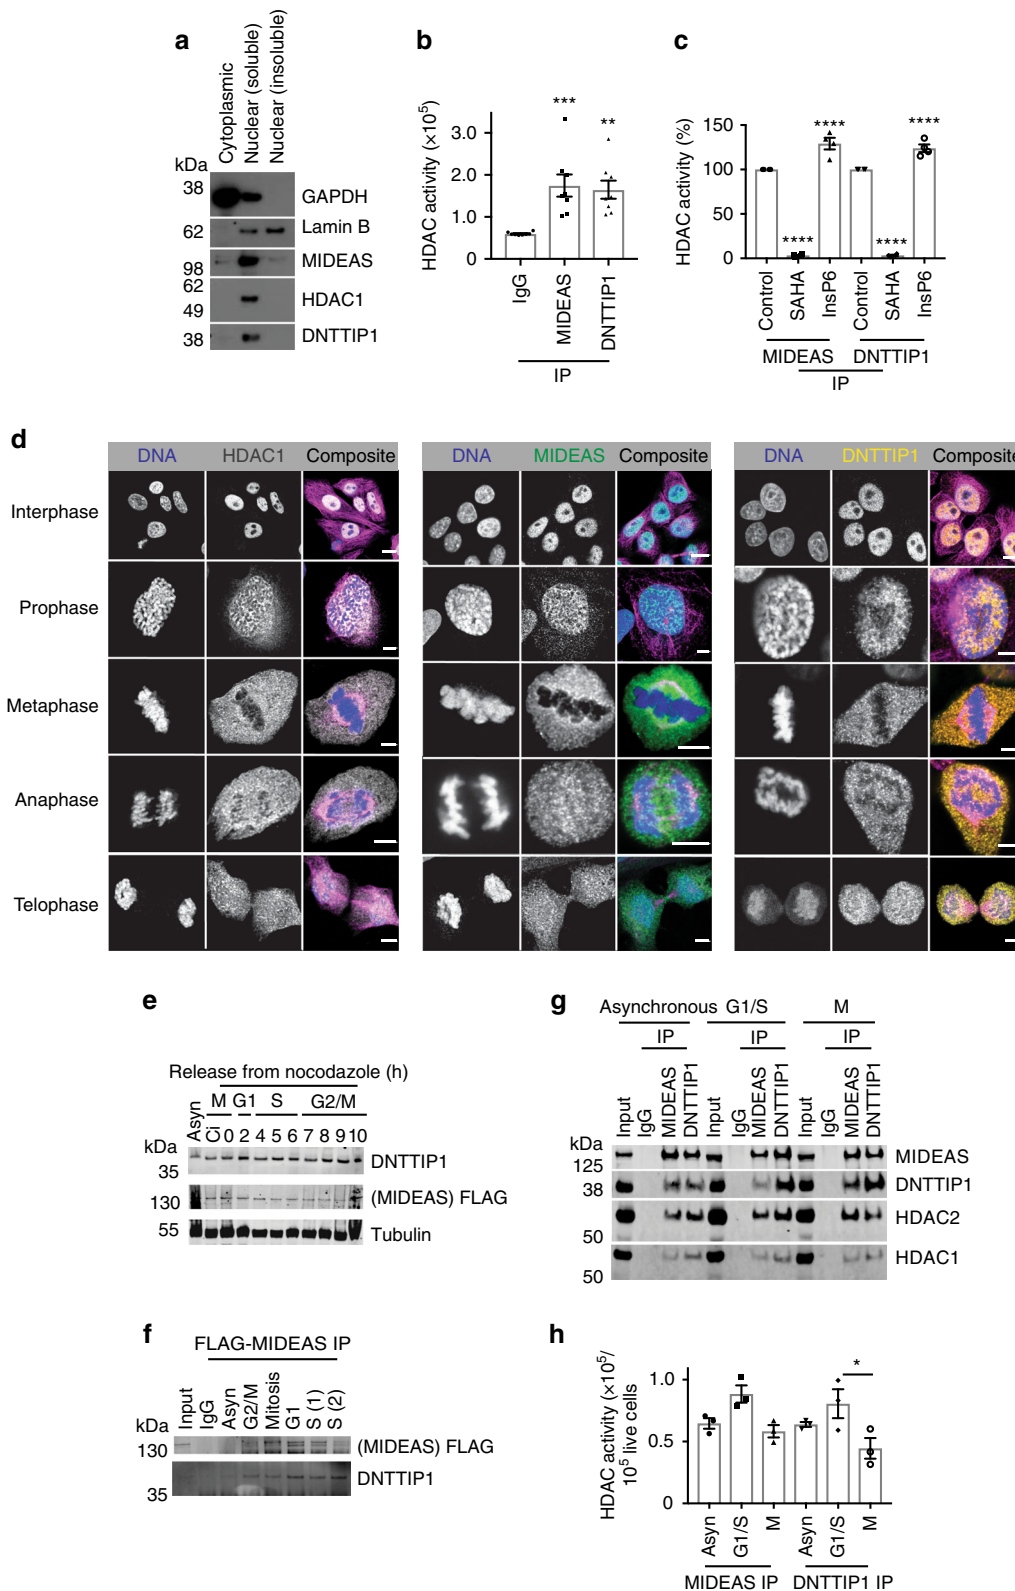 a
Cytoplasmic
Nuclear (soluble)
Nuclear (insoluble)
kDa
38
GAPDH
62
Lamin B
98
MIDEAS
62
49
HDAC1
38
DNTTIP1
b
HDAC activity (×10⁵)
3.0
2.0
1.0
0
***
**
IgG
MIDEAS
DNTTIP1
IP
c
HDAC activity (%)
150
100
50
0
****
****
****
****
Control
SAHA
InsP6
Control
SAHA
InsP6
MIDEAS
DNTTIP1
IP
d
DNA HDAC1 Composite
DNA MIDEAS Composite
DNA DNTTIP1 Composite
Interphase
Prophase
Metaphase
Anaphase
Telophase
e
Release from nocodazole (h)
Asyn
M G1 S G2/M
Ci 0 2 4 5 6 7 8 9 10
kDa
35
DNTTIP1
130
(MIDEAS) FLAG
55
Tubulin
f
FLAG-MIDEAS IP
Input
IgG
Asyn
G2/M
Mitosis
G1
S (1)
S (2)
kDa
130
(MIDEAS) FLAG
DNTTIP1
35
g
Asynchronous G1/S M
IP IP IP
Input
IgG
MIDEAS
DNTTIP1
Input
IgG
MIDEAS
DNTTIP1
Input
IgG
MIDEAS
DNTTIP1
kDa
125
MIDEAS
38
DNTTIP1
HDAC2
50
HDAC1
50
h
HDAC activity (×10⁵/
10⁵ live cells
1.0
0.5
0
*
Asyn
G1/S
M
Asyn
G1/S
M
MIDEAS IP
DNTTIP1 IP